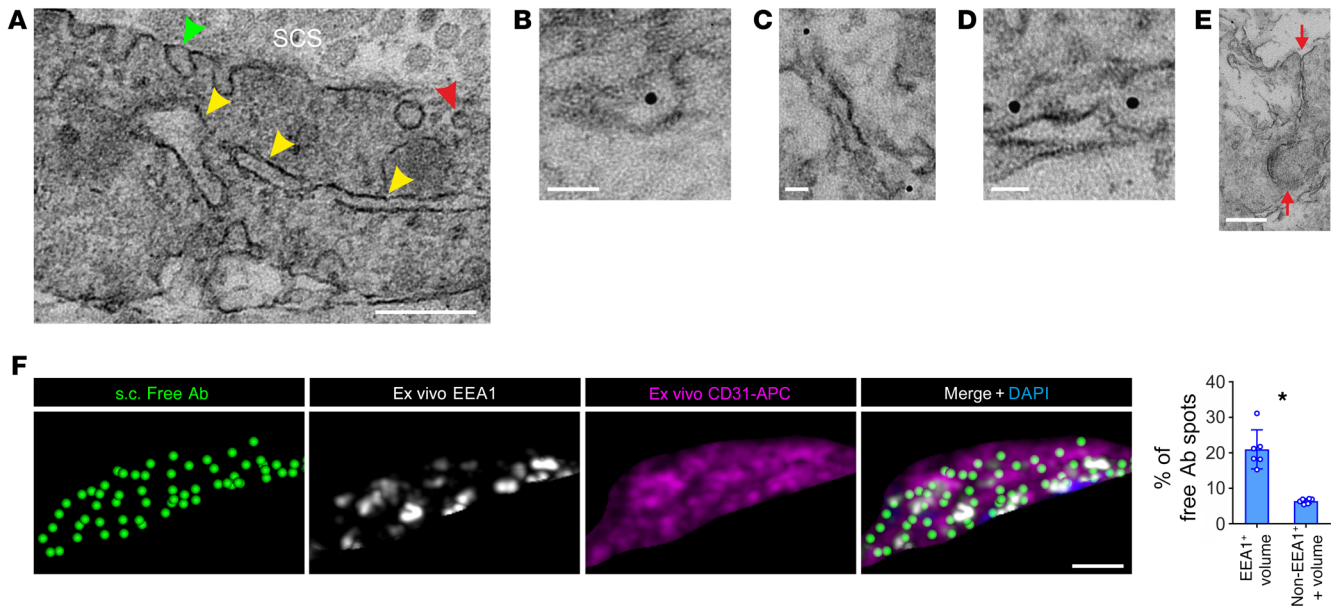 A
SCS
B
C
D
E
F
s.c. Free Ab
Ex vivo EEA1
Ex vivo CD31-APC
Merge + DAPI
% of
free Ab spots
40
30
20
10
0
*
EEA1+
volume
Non-EEA1+
+ volume